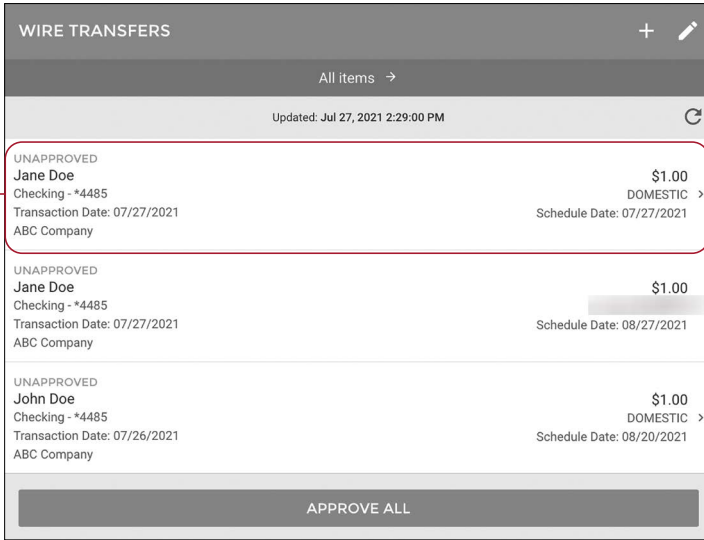 WIRE TRANSFERS
All items →
Updated: Jul 27, 2021 2:29:00 PM
UNAPPROVED
Jane Doe $1.00
Checking - *4485 DOMESTIC >
Transaction Date: 07/27/2021 Schedule Date: 07/27/2021
ABC Company
UNAPPROVED
Jane Doe $1.00
Checking - *4485
Transaction Date: 07/27/2021 Schedule Date: 08/27/2021
ABC Company
UNAPPROVED
John Doe $1.00
Checking - *4485 DOMESTIC >
Transaction Date: 07/26/2021 Schedule Date: 08/20/2021
ABC Company
APPROVE ALL